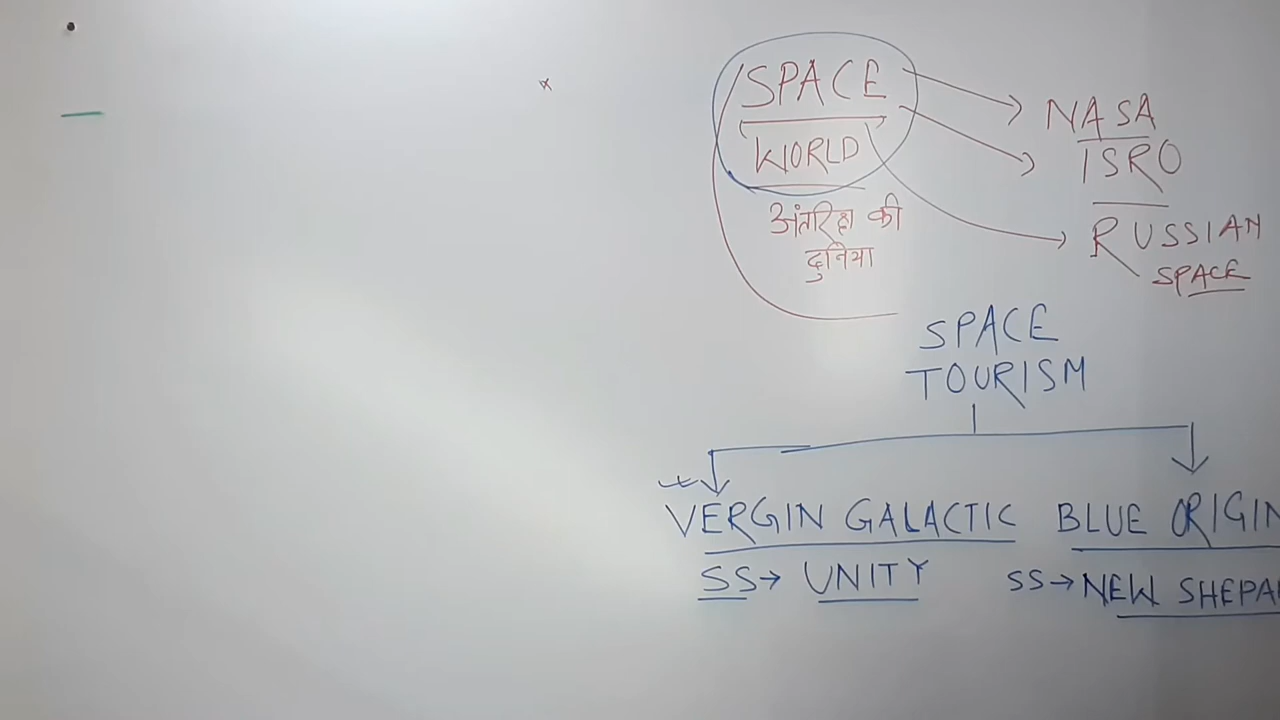 SPACE
WORLD
अंतरिक्ष की
दुनिया
NASA
ISRO
RUSSIAN
SPACE
SPACE
TOURISM
VERGIN GALACTIC
SS → UNITY
BLUE ORIGIN
SS → NEW SHEPA